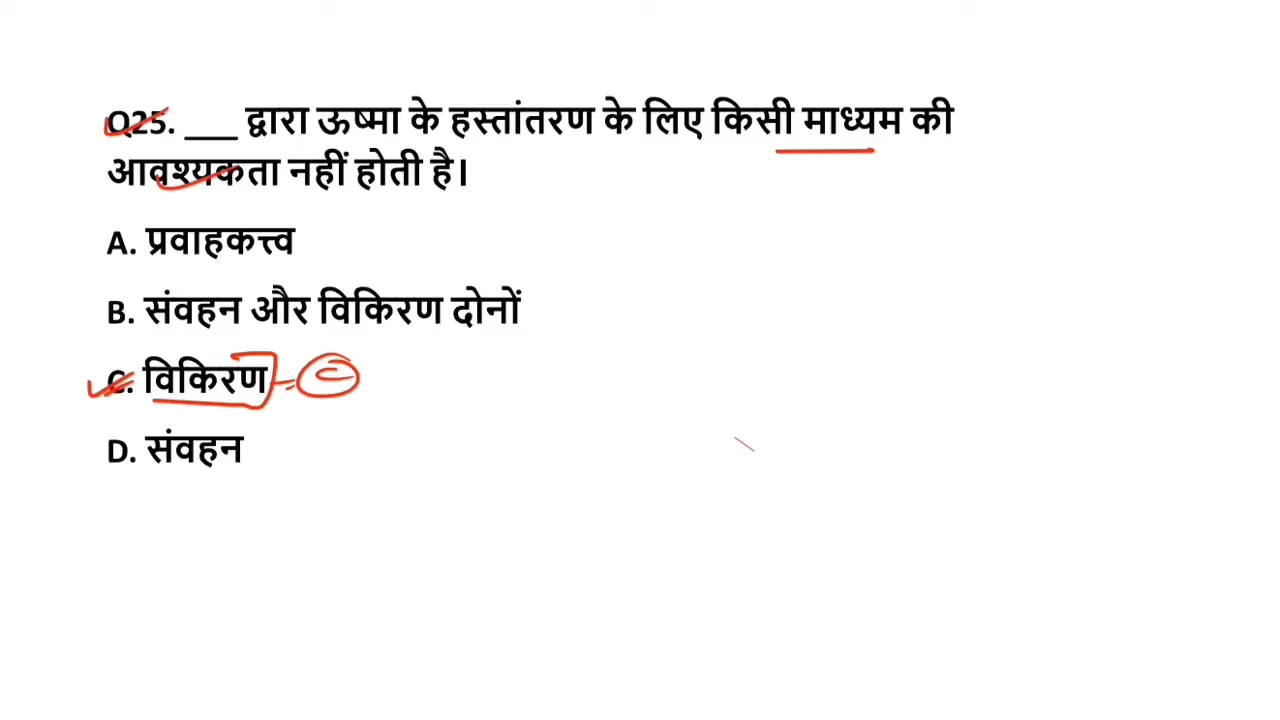 Q25. ___ द्वारा ऊष्मा के हस्तांतरण के लिए किसी माध्यम की
आवश्यकता नहीं होती है।
A. प्रवाहकत्त्व
B. संवहन और विकिरण दोनों
C. विकिरण
D. संवहन